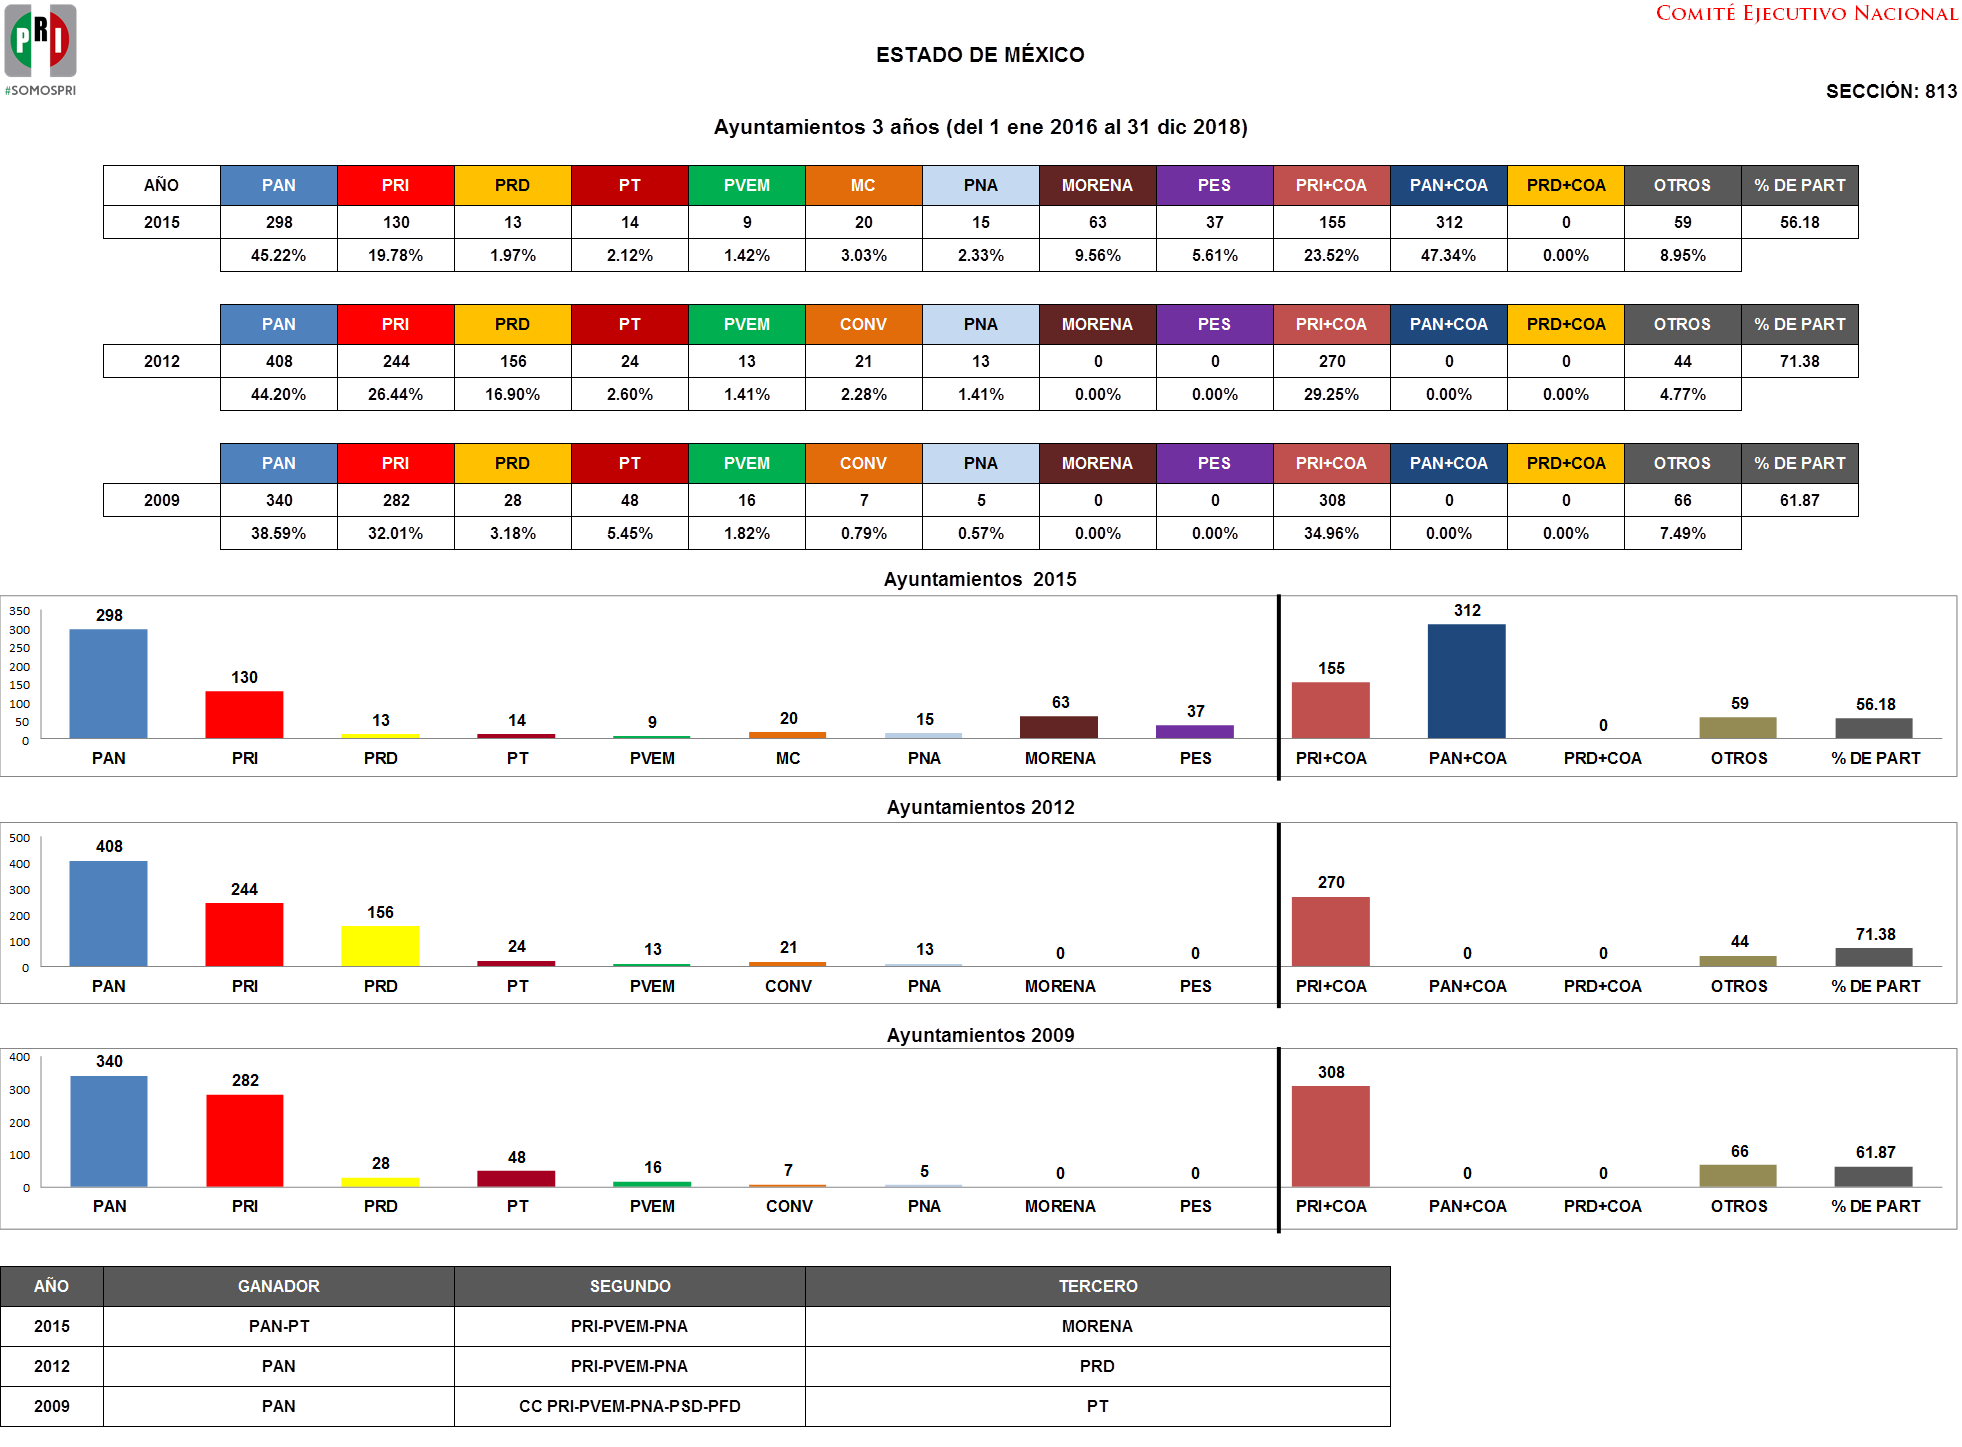 COMITÉ EJECUTIVO NACIONAL
PRI
#SOMOSPRI
ESTADO DE MÉXICO
SECCIÓN: 813
Ayuntamientos 3 años (del 1 ene 2016 al 31 dic 2018)
AÑO PAN PRI PRD PT PVEM MC PNA MORENA PES PRI+COA PAN+COA PRD+COA OTROS % DE PART
2015 298 130 13 14 9 20 15 63 37 155 312 0 59 56.18
45.22% 19.78% 1.97% 2.12% 1.42% 3.03% 2.33% 9.56% 5.61% 23.52% 47.34% 0.00% 8.95%
PAN PRI PRD PT PVEM CONV PNA MORENA PES PRI+COA PAN+COA PRD+COA OTROS % DE PART
2012 408 244 156 24 13 21 13 0 0 270 0 0 44 71.38
44.20% 26.44% 16.90% 2.60% 1.41% 2.28% 1.41% 0.00% 0.00% 29.25% 0.00% 0.00% 4.77%
PAN PRI PRD PT PVEM CONV PNA MORENA PES PRI+COA PAN+COA PRD+COA OTROS % DE PART
2009 340 282 28 48 16 7 5 0 0 308 0 0 66 61.87
38.59% 32.01% 3.18% 5.45% 1.82% 0.79% 0.57% 0.00% 0.00% 34.96% 0.00% 0.00% 7.49%
Ayuntamientos 2015
350
300
250
200
150
100
50
0
298 130 13 14 9 20 15 63 37 155 312 0 59 56.18
PAN PRI PRD PT PVEM MC PNA MORENA PES PRI+COA PAN+COA PRD+COA OTROS % DE PART
Ayuntamientos 2012
500
400
300
200
100
0
408 244 156 24 13 21 13 0 0 270 0 0 44 71.38
PAN PRI PRD PT PVEM CONV PNA MORENA PES PRI+COA PAN+COA PRD+COA OTROS % DE PART
Ayuntamientos 2009
400
300
200
100
0
340 282 28 48 16 7 5 0 0 308 0 0 66 61.87
PAN PRI PRD PT PVEM CONV PNA MORENA PES PRI+COA PAN+COA PRD+COA OTROS % DE PART
AÑO GANADOR SEGUNDO TERCERO
2015 PAN-PT PRI-PVEM-PNA MORENA
2012 PAN PRI-PVEM-PNA PRD
2009 PAN CC PRI-PVEM-PNA-PSD-PFD PT